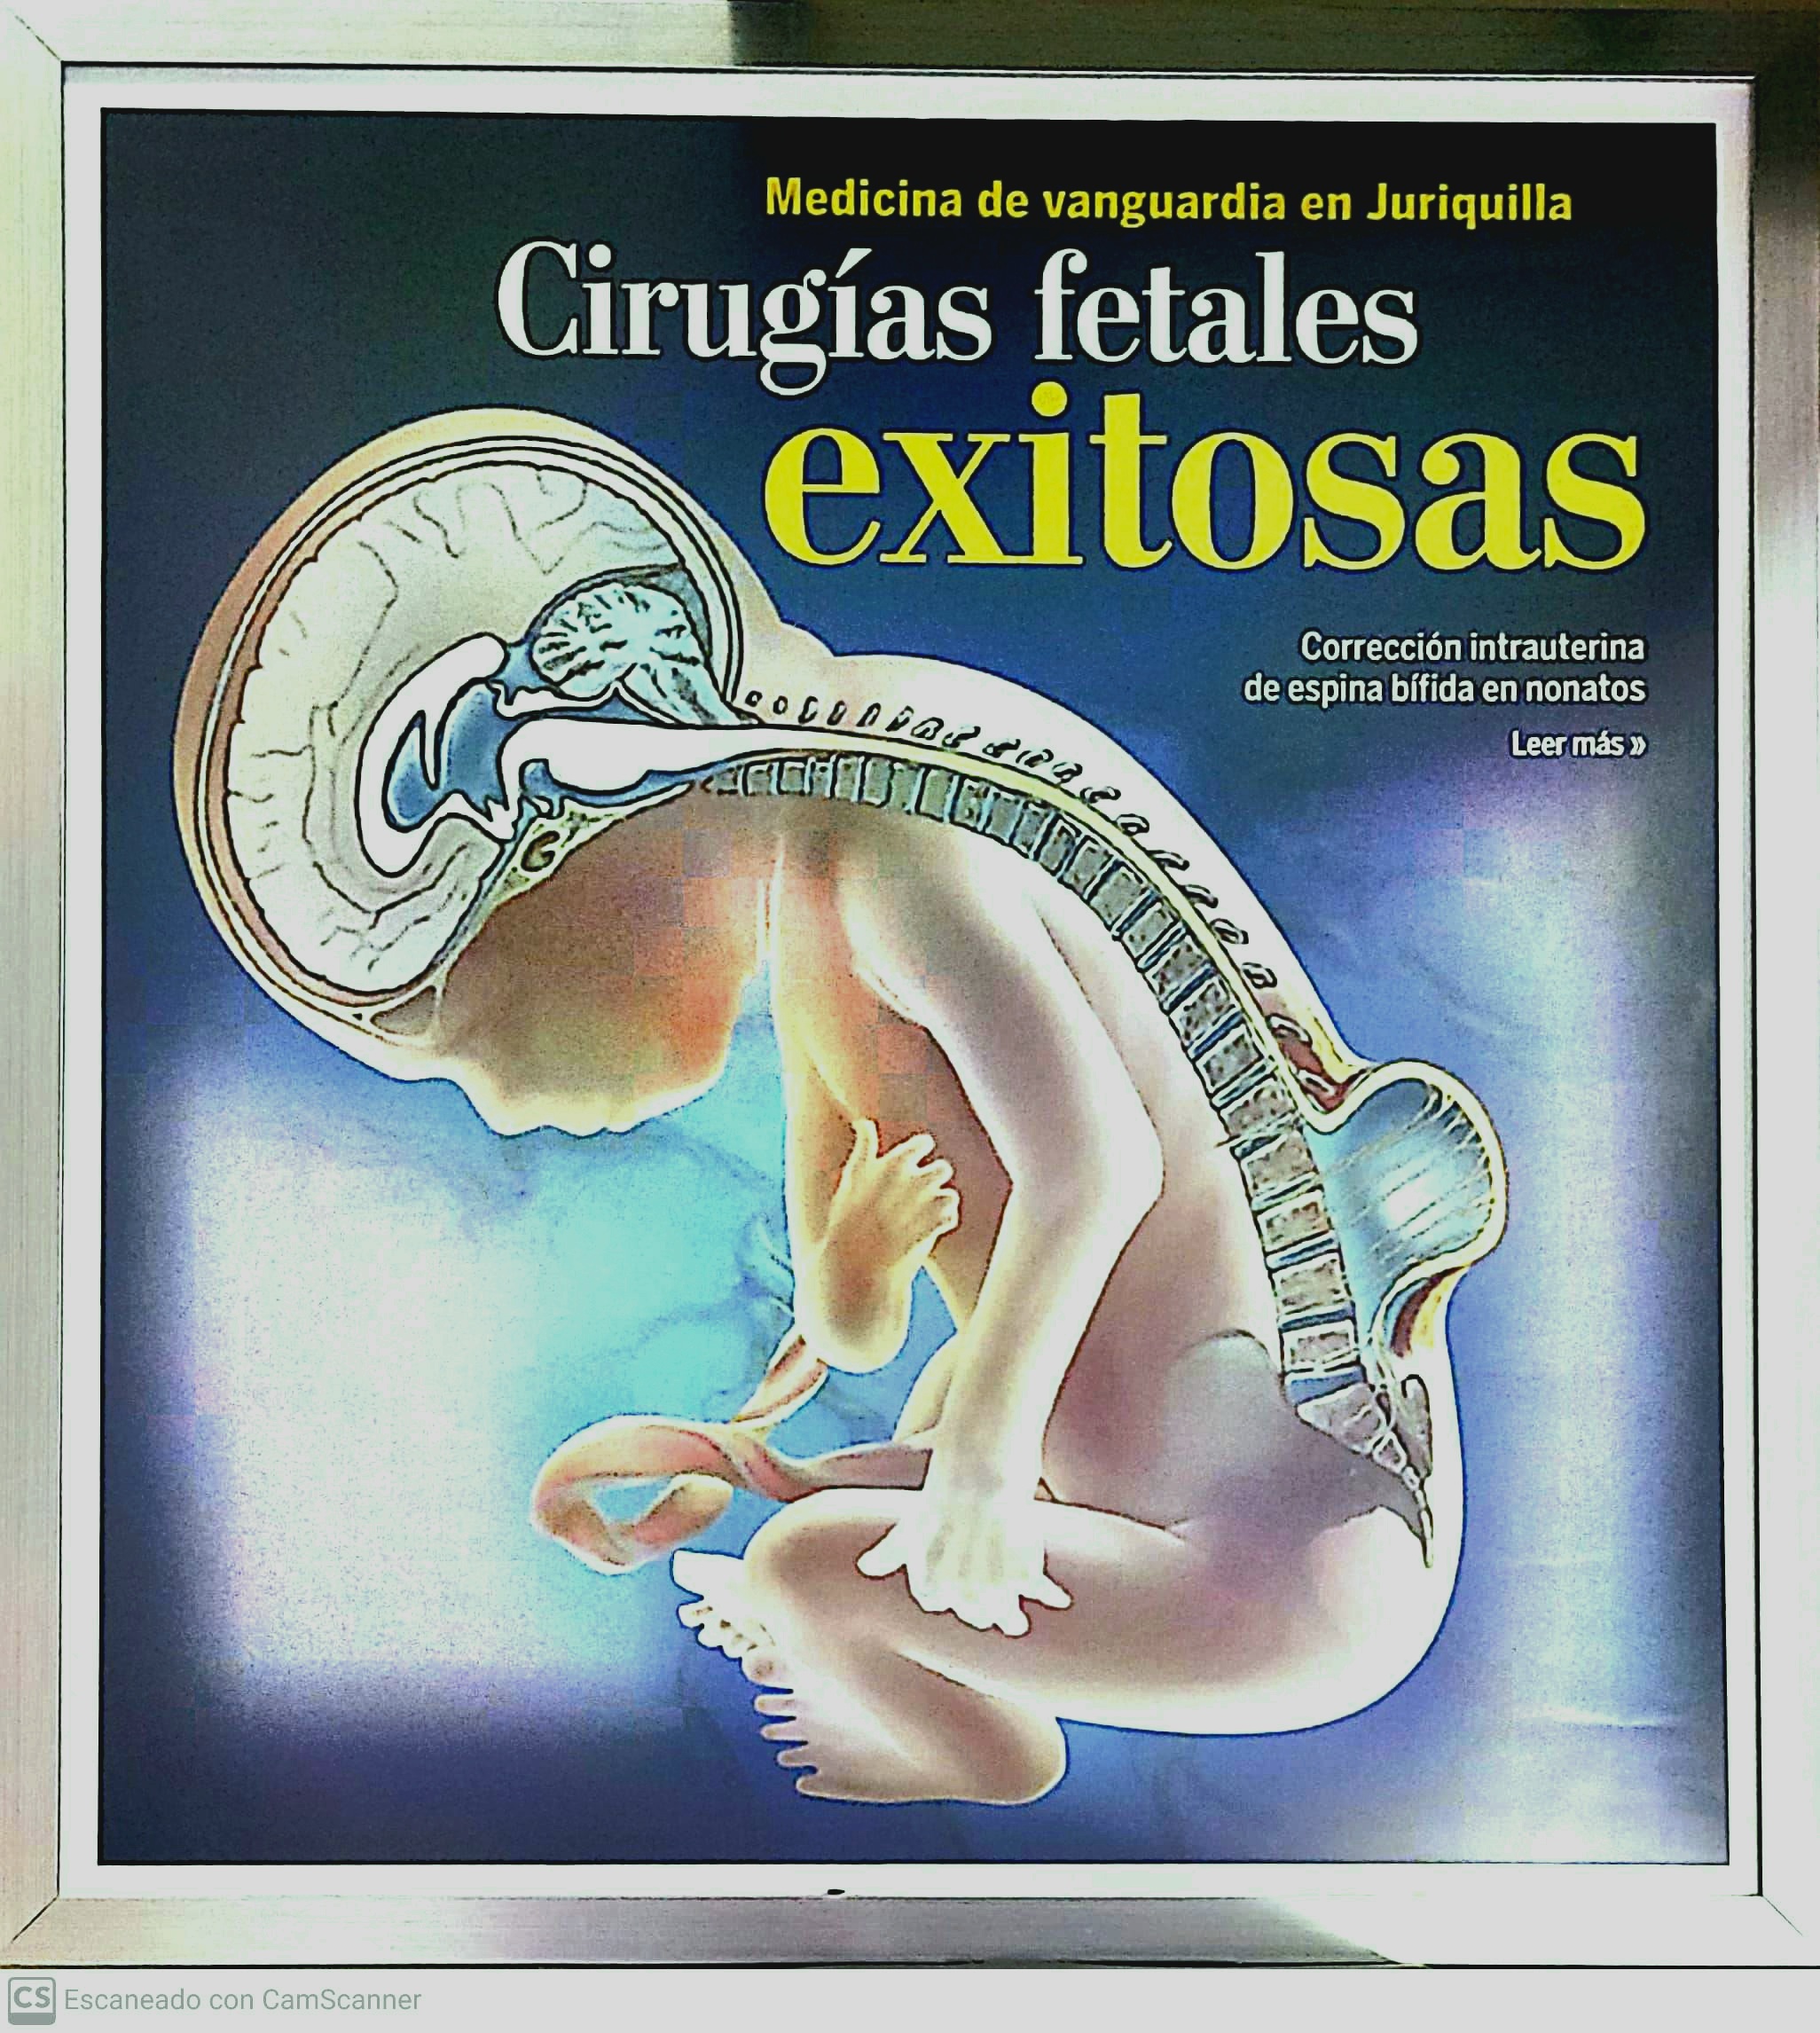 Medicina de vanguardia en Juriquilla
Cirugías fetales
exitosas
Corrección intrauterina
de espina bífida en nonatos
Leer más »
CS Escaneado con CamScanner